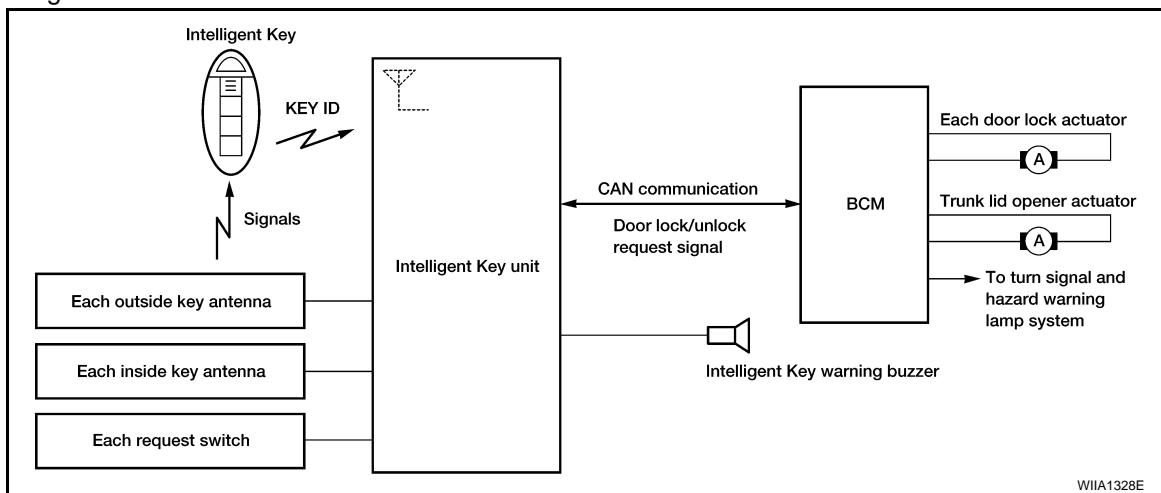 Intelligent Key
KEY ID
Signals
Each outside key antenna
Each inside key antenna
Each request switch
Intelligent Key unit
CAN communication
Door lock/unlock
request signal
Intelligent Key warning buzzer
BCM
Each door lock actuator
A
Trunk lid opener actuator
A
To turn signal and
hazard warning
lamp system
WIIA1328E